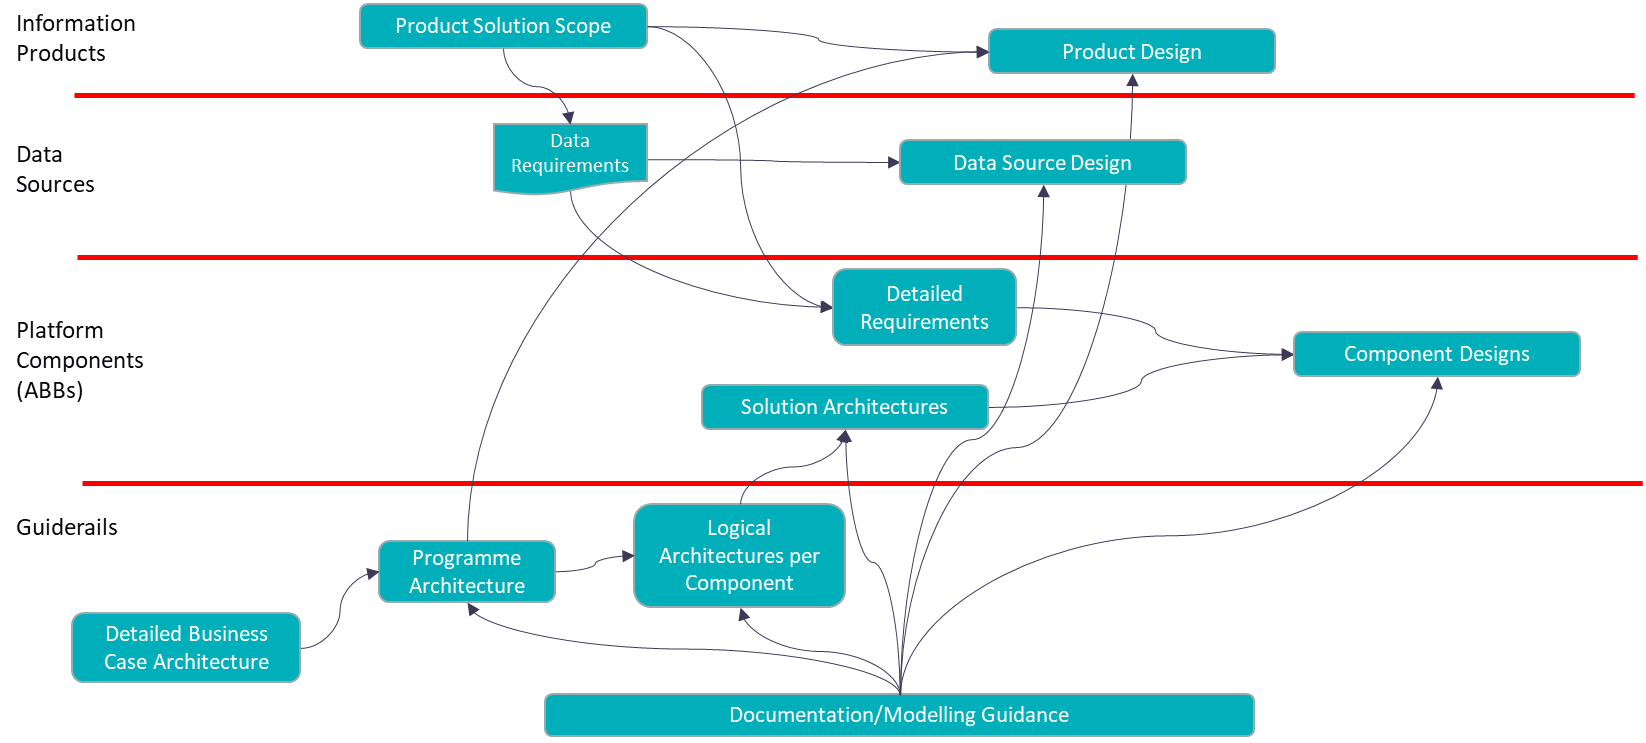 Information
Products
Product Solution Scope
Product Design
Data
Sources
Data
Requirements
Data Source Design
Platform
Components
(ABBs)
Detailed
Requirements
Component Designs
Solution Architectures
Guiderails
Logical
Architectures per
Component
Programme
Architecture
Detailed Business
Case Architecture
Documentation/Modelling Guidance